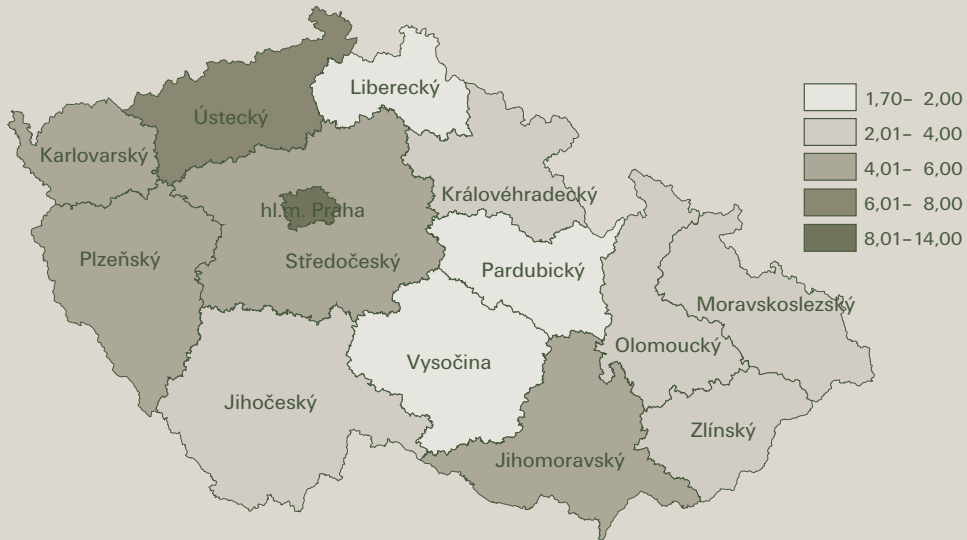 Liberecký
Ústecký
Karlovarský
Královéhradecký
hl.m. Praha
Plzeňský
Středočeský
Pardubický
Moravskoslezský
Olomoucký
Vysočina
Jihočeský
Zlínský
Jihomoravský
1,70– 2,00
2,01– 4,00
4,01– 6,00
6,01– 8,00
8,01–14,00